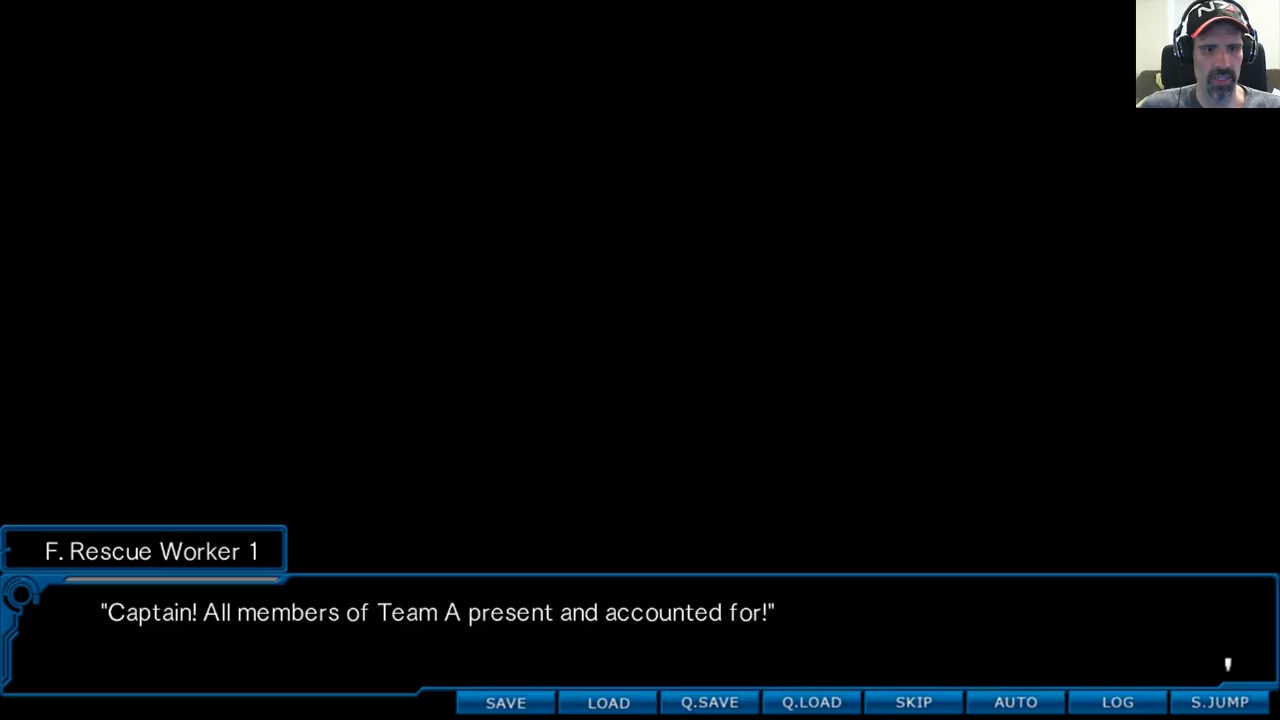 N7
F. Rescue Worker 1
"Captain! All members of Team A present and accounted for!"
SAVE
LOAD
Q.SAVE
Q.LOAD
SKIP
AUTO
LOG
S.JUMP